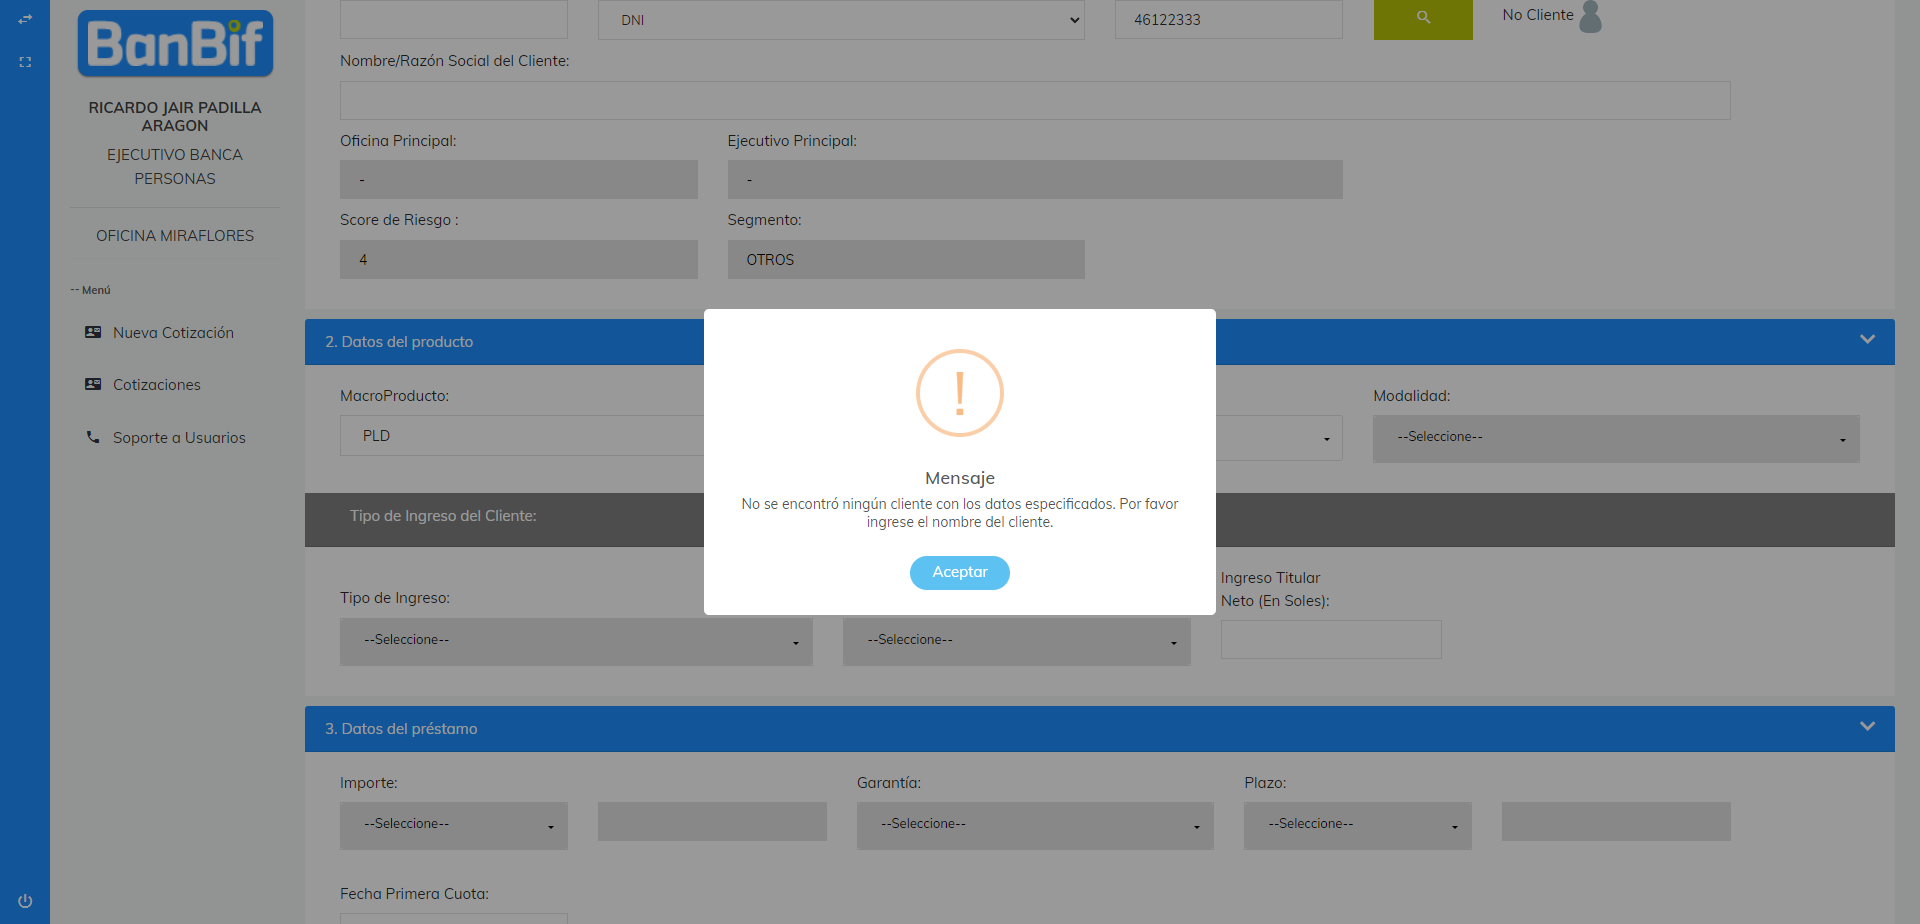 BanBif
RICARDO JAIR PADILLA
ARAGON
EJECUTIVO BANCA
PERSONAS
OFICINA MIRAFLORES
-- Menú
Nueva Cotización
Cotizaciones
Soporte a Usuarios
DNI
46122333
No Cliente
Nombre/Razón Social del Cliente:
Oficina Principal:
Ejecutivo Principal:
-
-
Score de Riesgo :
Segmento:
4
OTROS
2. Datos del producto
MacroProducto:
Modalidad:
PLD
--Seleccione--
Tipo de Ingreso del Cliente:
Mensaje
No se encontró ningún cliente con los datos especificados. Por favor
ingrese el nombre del cliente.
Aceptar
Tipo de Ingreso:
Ingreso Titular
Neto (En Soles):
--Seleccione--
--Seleccione--
3. Datos del préstamo
Importe:
Garantía:
Plazo:
--Seleccione--
--Seleccione--
--Seleccione--
Fecha Primera Cuota: